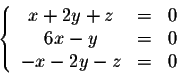 x + 2y + z = 0
6x − y = 0
−x − 2y − z = 0